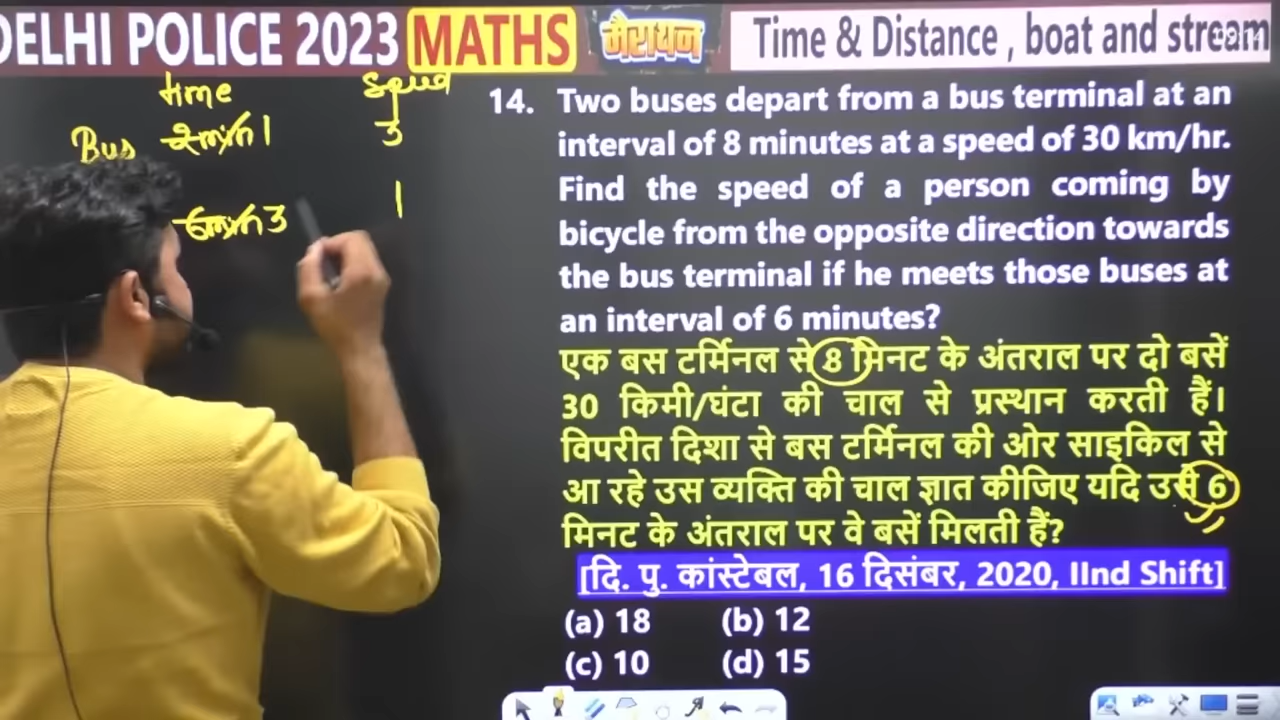 DELHI POLICE 2023 MATHS मैराथन Time & Distance , boat and stream
time Speed
Bus 2min 1 3
6min 3 1
14. Two buses depart from a bus terminal at an
interval of 8 minutes at a speed of 30 km/hr.
Find the speed of a person coming by
bicycle from the opposite direction towards
the bus terminal if he meets those buses at
an interval of 6 minutes?
एक बस टर्मिनल से 8 मिनट के अंतराल पर दो बसें
30 किमी/घंटा की चाल से प्रस्थान करती हैं।
विपरीत दिशा से बस टर्मिनल की ओर साइकिल से
आ रहे उस व्यक्ति की चाल ज्ञात कीजिए यदि उसे 6
मिनट के अंतराल पर वे बसें मिलती हैं?
[दि. पु. कांस्टेबल, 16 दिसंबर, 2020, IInd Shift]
(a) 18 (b) 12
(c) 10 (d) 15